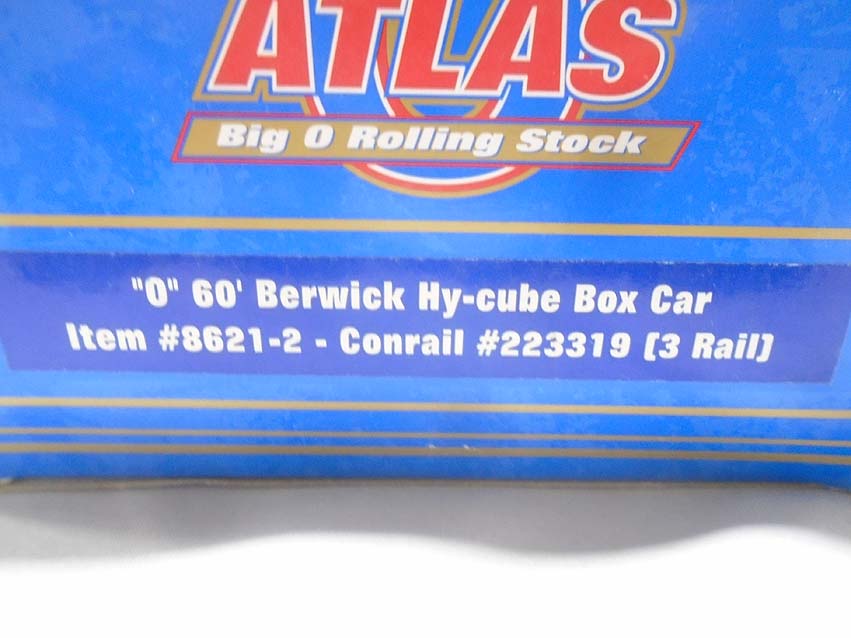 ATLAS
Big O Rolling Stock
"O" 60' Berwick Hy-cube Box Car
Item #8621-2 - Conrail #223319 [3 Rail]